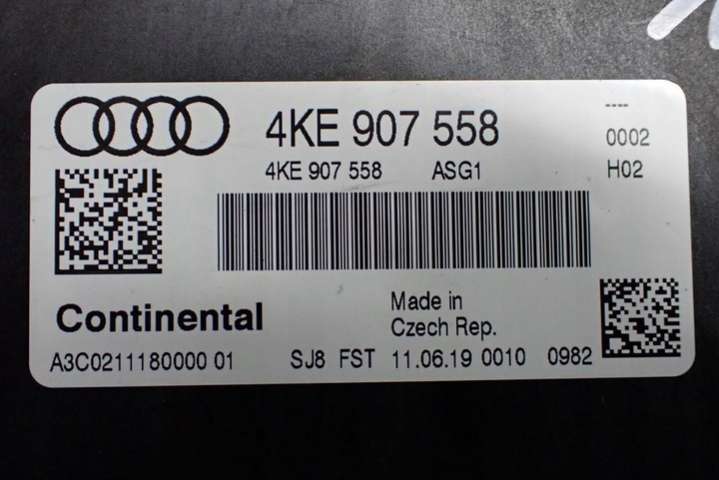 4KE 907 558
----
0002
4KE 907 558 ASG1 H02
Continental
Made in
Czech Rep.
A3C0211180000 01 SJ8 FST 11.06.19 0010 0982